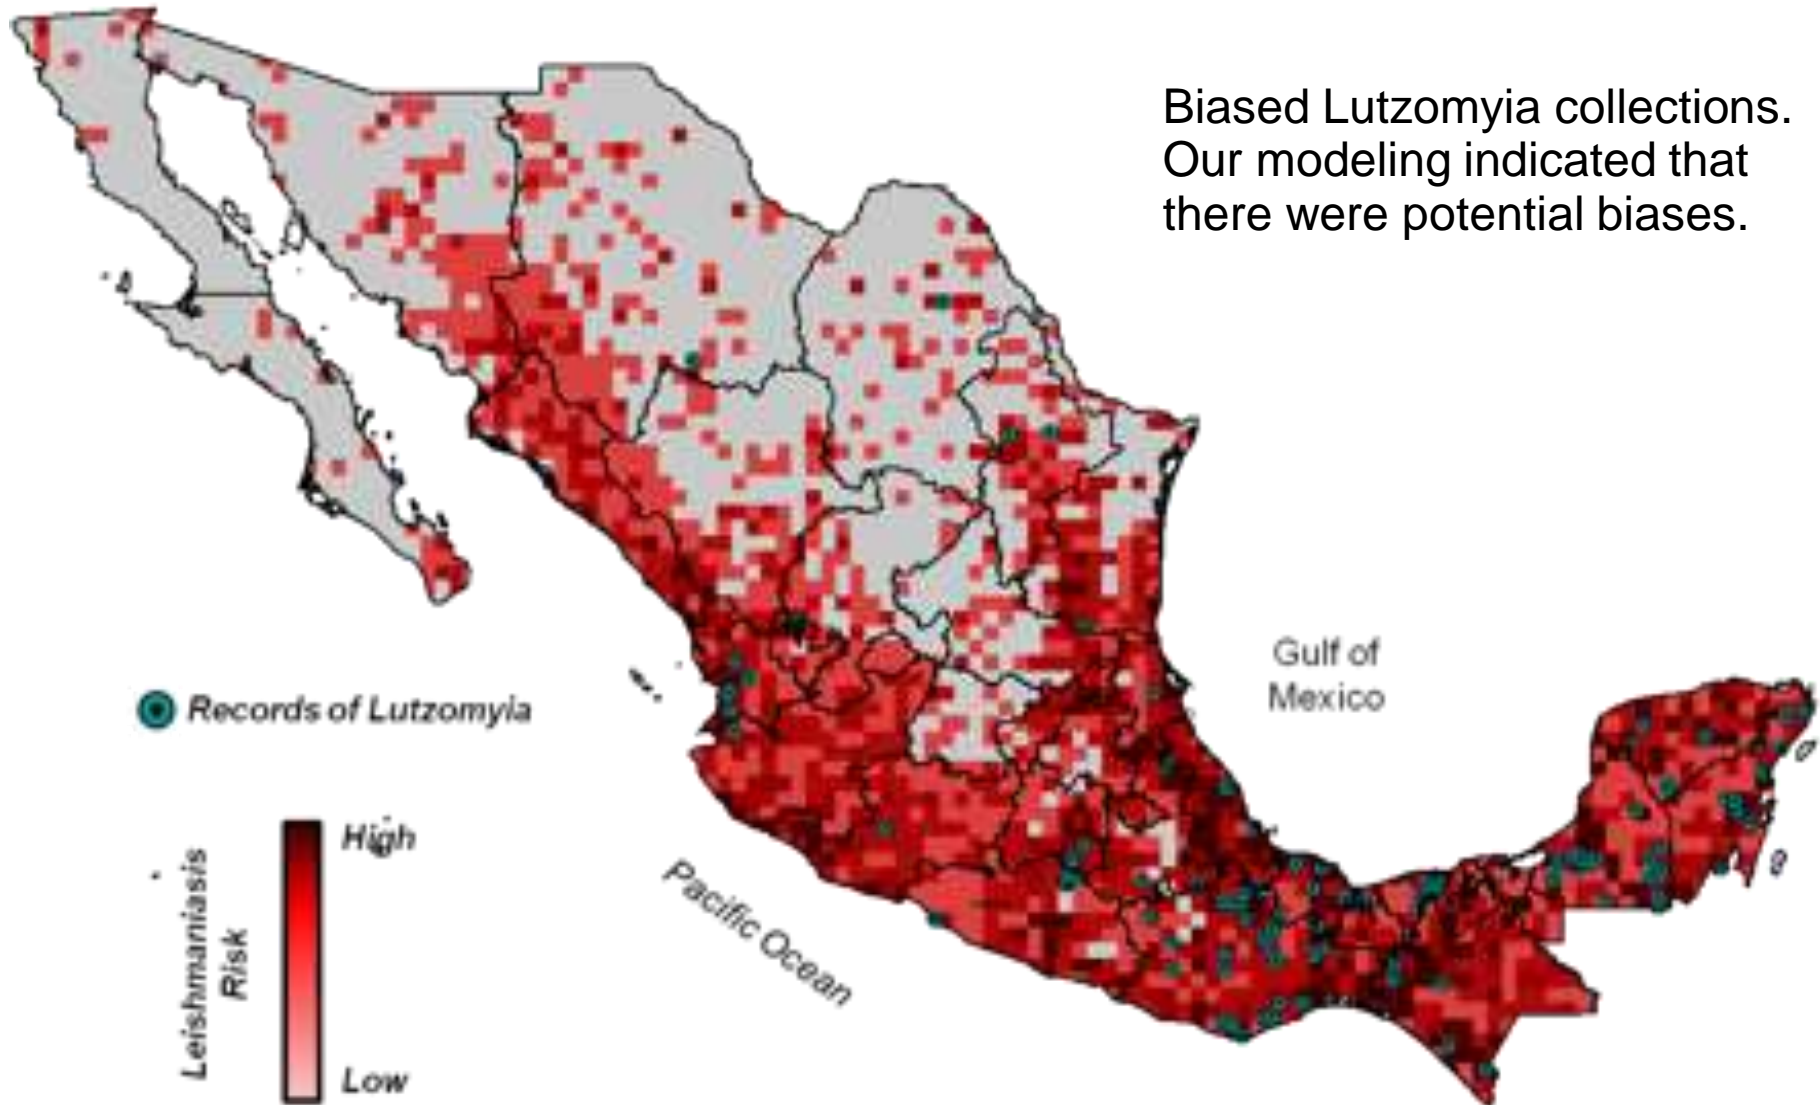 Biased Lutzomyia collections.
Our modeling indicated that
there were potential biases.
Gulf of
Mexico
Records of Lutzomyia
High
Leishmaniasis
Risk
Low
Pacific Ocean